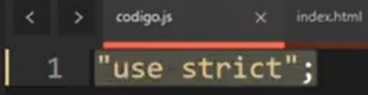 < > codigo.js × index.html
1 "use strict";